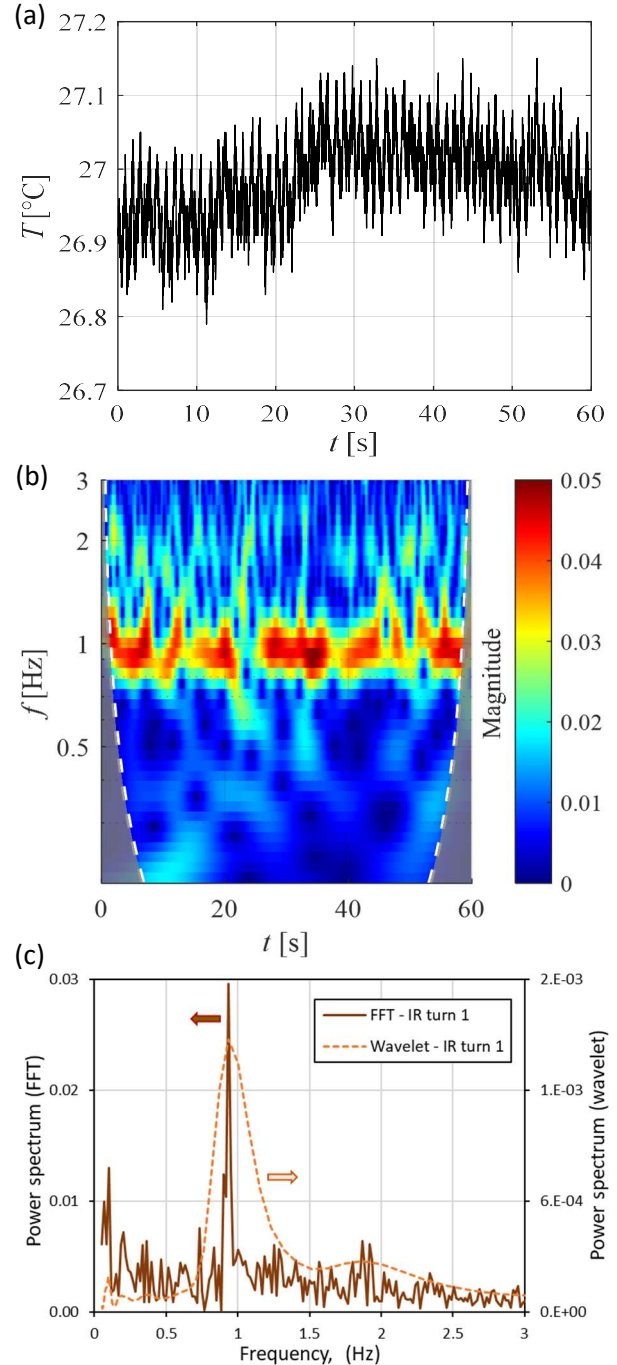 (a)
27.2
27.1
27
26.9
26.8
26.7
T [°C]
0 10 20 30 40 50 60
t [s]
(b)
3
2
1
0.5
f [Hz]
0 20 40 60
t [s]
0.05
0.04
0.03
0.02
0.01
0
Magnitude
(c)
0.03
0.02
0.01
0.00
Power spectrum (FFT)
FFT - IR turn 1
Wavelet - IR turn 1
2.E-03
1.E-03
6.E-04
0.E+00
Power spectrum (wavelet)
0 0.5 1 1.5 2 2.5 3
Frequency, (Hz)